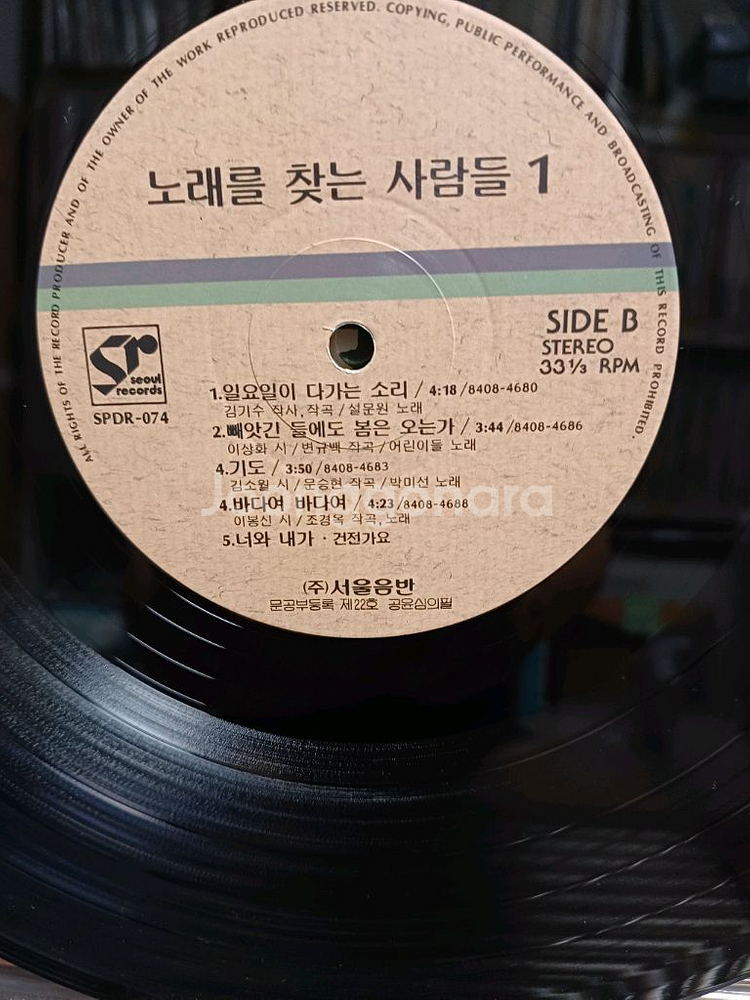 ALL RIGHTS OF THE RECORD PRODUCER AND OF THE OWNER OF THE WORK REPRODUCED RESERVED. COPYING, PUBLIC PERFORMANCE AND BROADCASTING OF THIS RECORD PROHIBITED.
노래를 찾는 사람들 1
Sr
seoul
records
SPDR-074
SIDE B
STEREO
33⅓ RPM
1.일요일이 다가는 소리 / 4:18/8408-4680
김기수 작사,작곡/설문원 노래
2.빼앗긴 들에도 봄은 오는가 / 3:44/8408-4686
이상화 시/변규백 작곡/어린이들 노래
4.기도 / 3:50/8408-4683
김소월 시/문승현 작곡/박미선 노래
4.바다여 바다여 / 4:23/8408-4688
이봉신 시/조경옥 작곡,노래
5.너와 내가 · 건전가요
(주)서울음반
문공부등록 제22호 공윤심의필